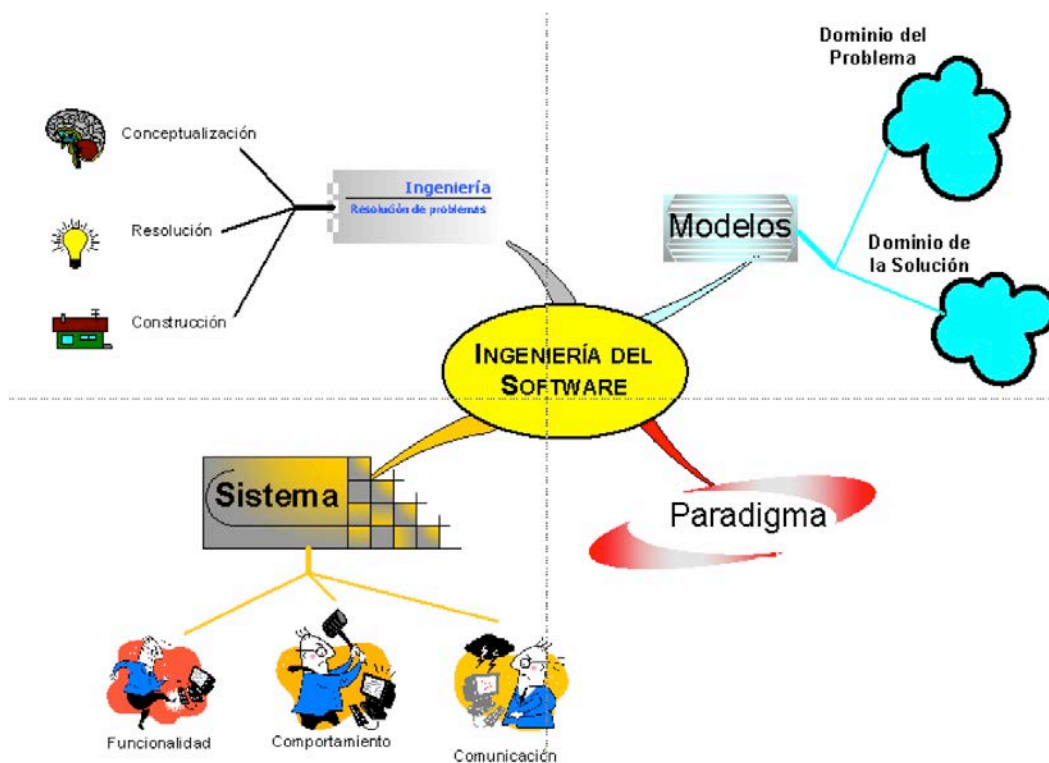 Conceptualización
Resolución
Construcción
Ingeniería
Resolución de problemas
Dominio del
Problema
Modelos
Dominio de
la Solución
INGENIERÍA DEL
SOFTWARE
Sistema
Paradigma
Funcionalidad
Comportamiento
Comunicación